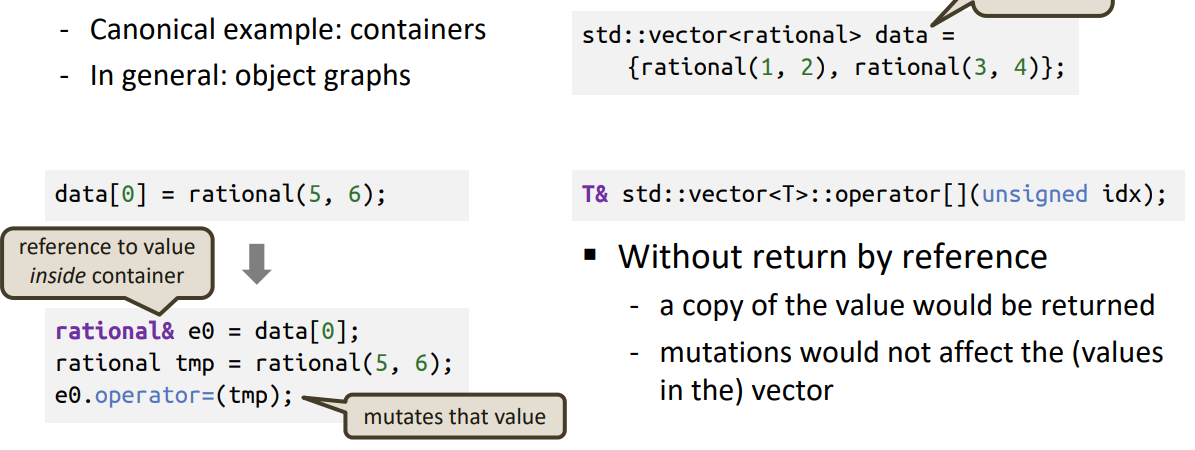 - Canonical example: containers
- In general: object graphs
std::vector<rational> data =
{rational(1, 2), rational(3, 4)};
data[0] = rational(5, 6);
reference to value
inside container
rational& e0 = data[0];
rational tmp = rational(5, 6);
e0.operator=(tmp);
mutates that value
T& std::vector<T>::operator[](unsigned idx);
▪ Without return by reference
- a copy of the value would be returned
- mutations would not affect the (values
in the) vector